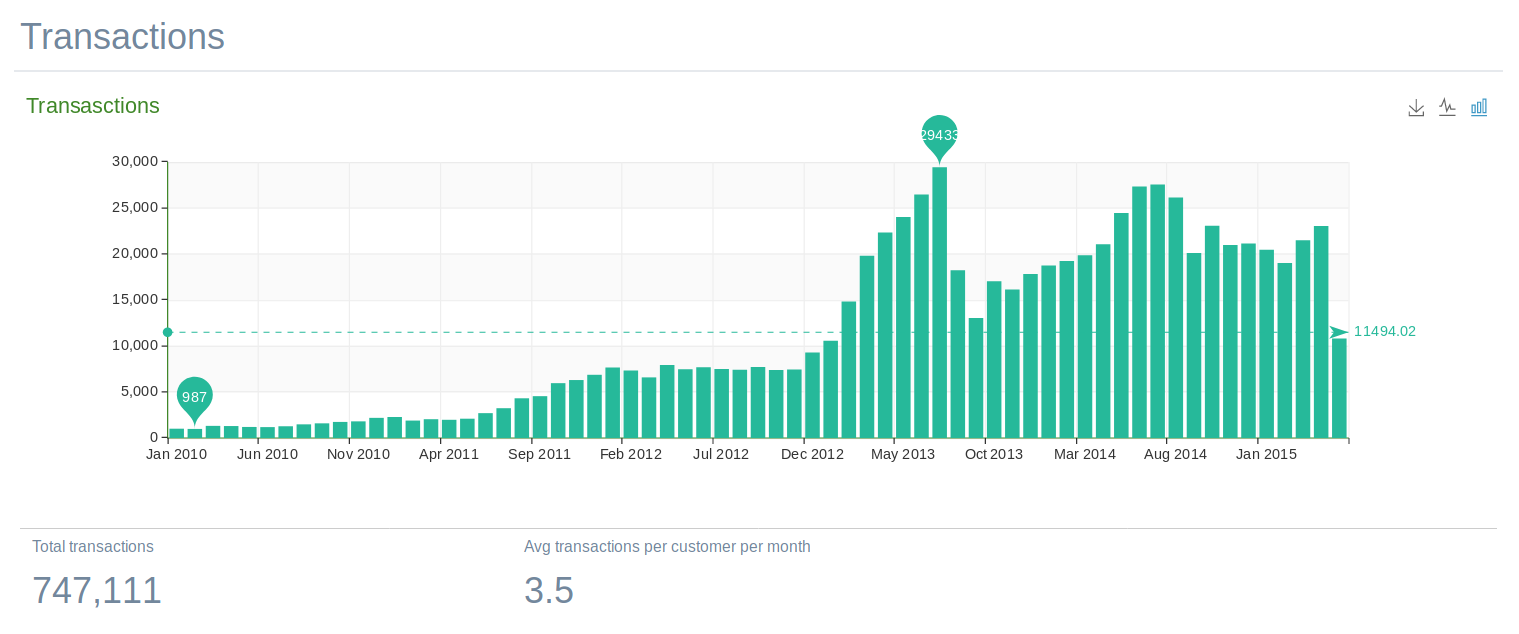 Transactions
Transasctions
29433
30,000
25,000
20,000
15,000
11494.02
10,000
987
5,000
0
Jan 2010 Jun 2010 Nov 2010 Apr 2011 Sep 2011 Feb 2012 Jul 2012 Dec 2012 May 2013 Oct 2013 Mar 2014 Aug 2014 Jan 2015
Total transactions
Avg transactions per customer per month
747,111
3.5